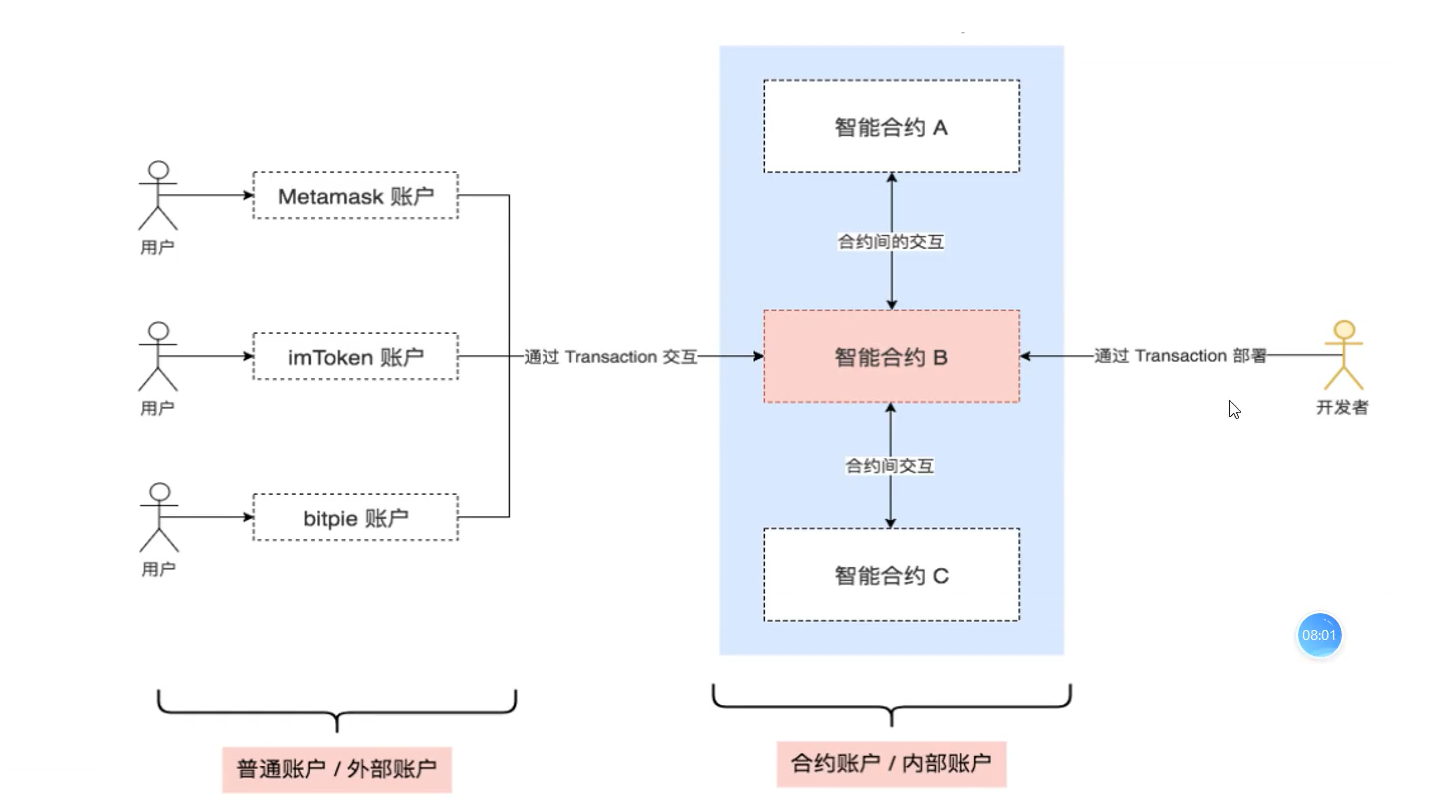 智能合约 A
Metamask 账户
用户
合约间的交互
imToken 账户
通过 Transaction 交互
智能合约 B
通过 Transaction 部署
用户
开发者
合约间交互
bitpie 账户
用户
智能合约 C
08:01
普通账户 / 外部账户
合约账户 / 内部账户